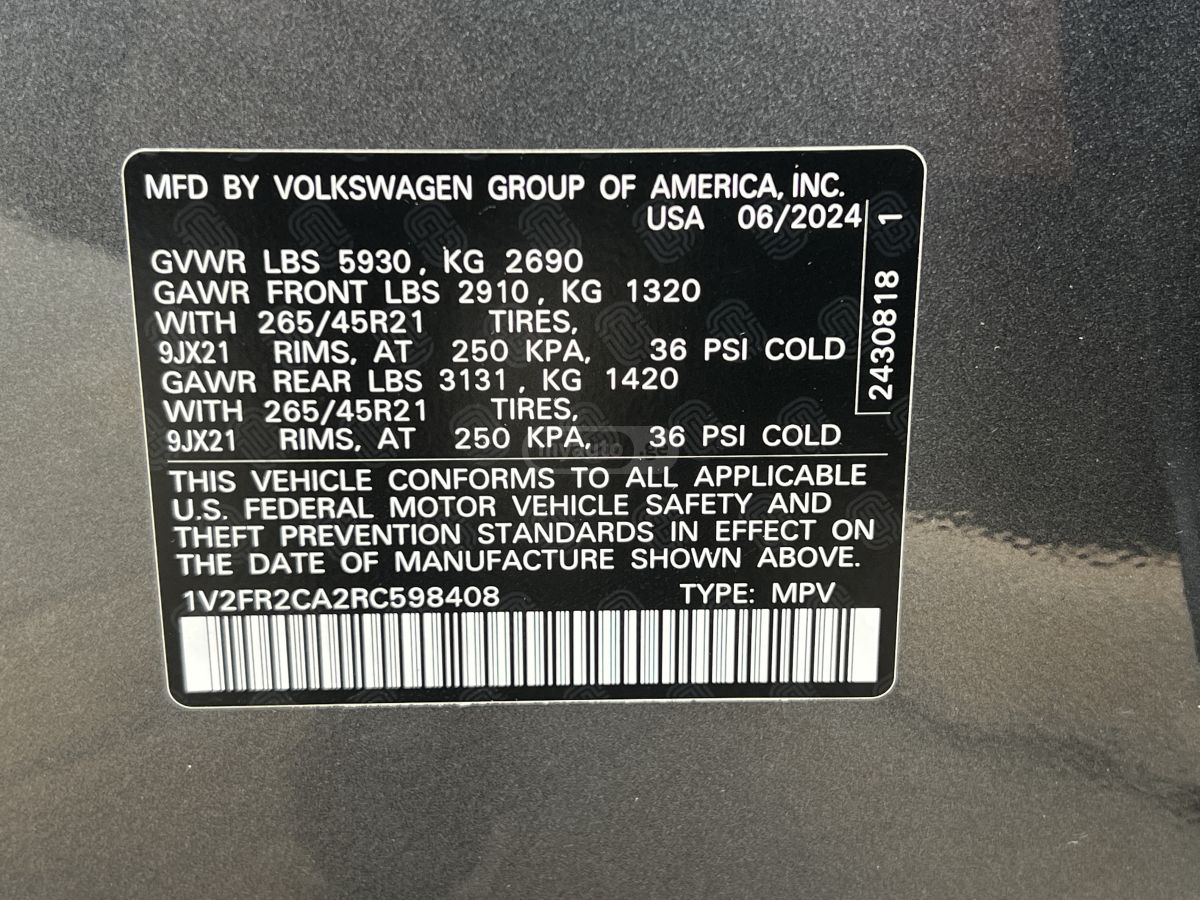 MFD BY VOLKSWAGEN GROUP OF AMERICA, INC.
USA 06/2024
GVWR LBS 5930, KG 2690
GAWR FRONT LBS 2910, KG 1320
WITH 265/45R21 TIRES,
9JX21 RIMS, AT 250 KPA, 36 PSI COLD
GAWR REAR LBS 3131, KG 1420
WITH 265/45R21 TIRES,
9JX21 RIMS, AT 250 KPA, 36 PSI COLD
2430818 1
THIS VEHICLE CONFORMS TO ALL APPLICABLE
U.S. FEDERAL MOTOR VEHICLE SAFETY AND
THEFT PREVENTION STANDARDS IN EFFECT ON
THE DATE OF MANUFACTURE SHOWN ABOVE.
1V2FR2CA2RC598408 TYPE: MPV